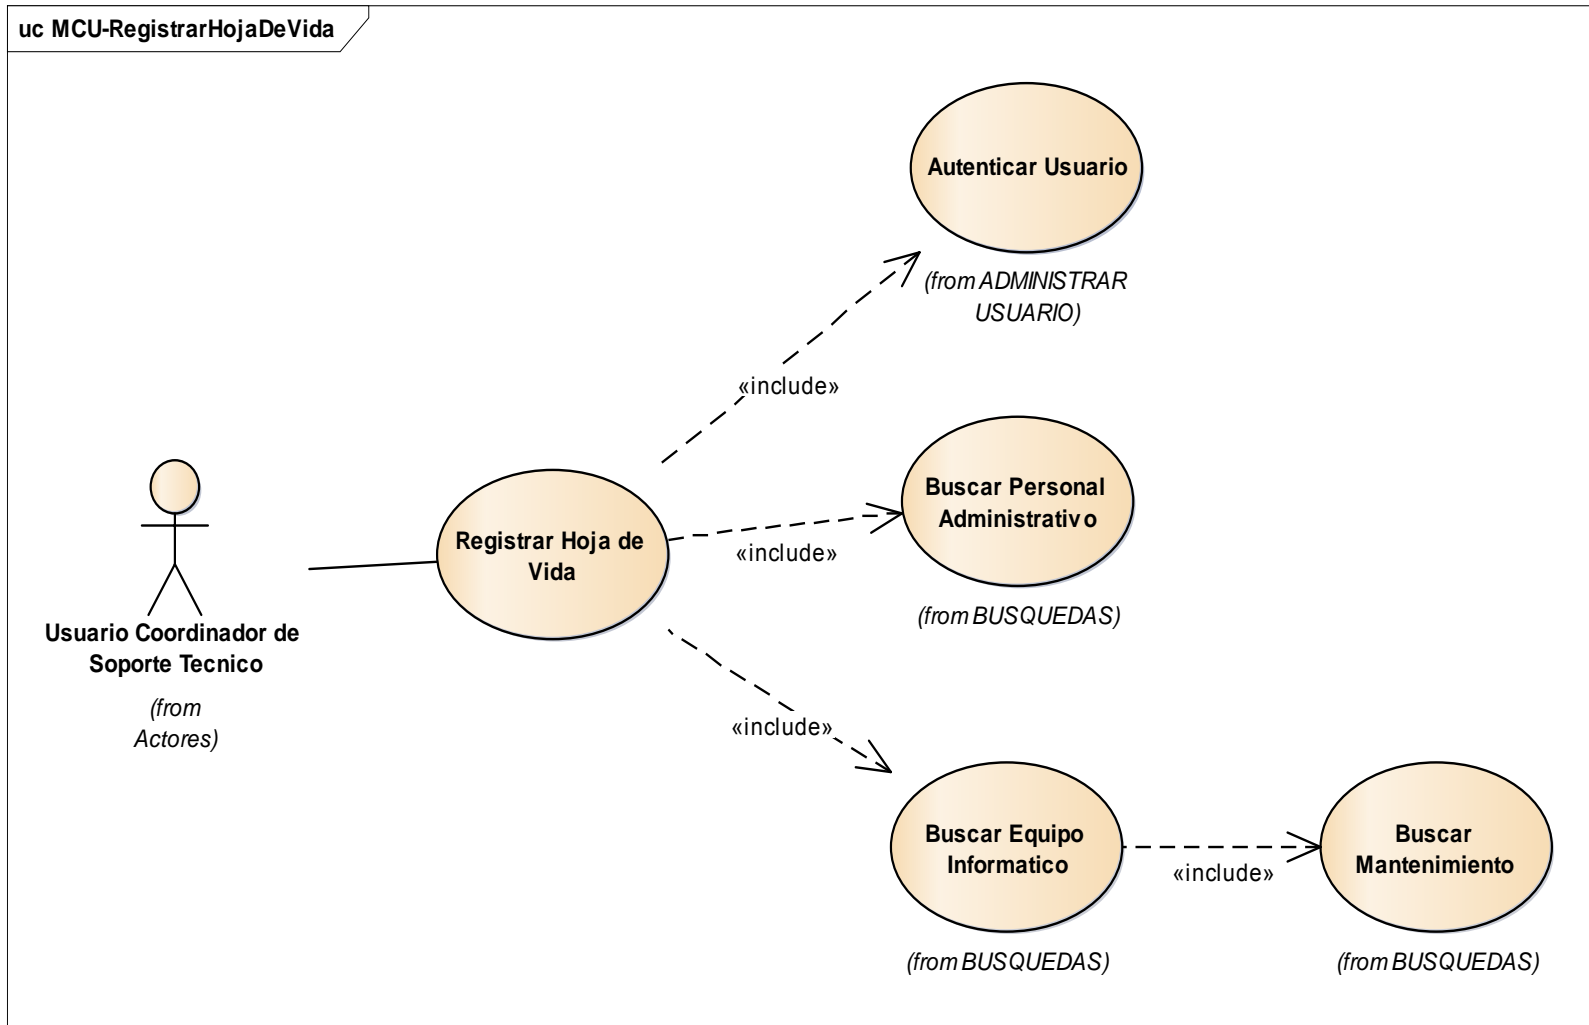 uc MCU-RegistrarHojaDeVida
Autenticar Usuario
(from ADMINISTRAR
USUARIO)
«include»
Buscar Personal
Administrativo
(from BUSQUEDAS)
«include»
Registrar Hoja de
Vida
Usuario Coordinador de
Soporte Tecnico
(from
Actores)
«include»
Buscar Equipo
Informatico
(from BUSQUEDAS)
«include»
Buscar
Mantenimiento
(from BUSQUEDAS)